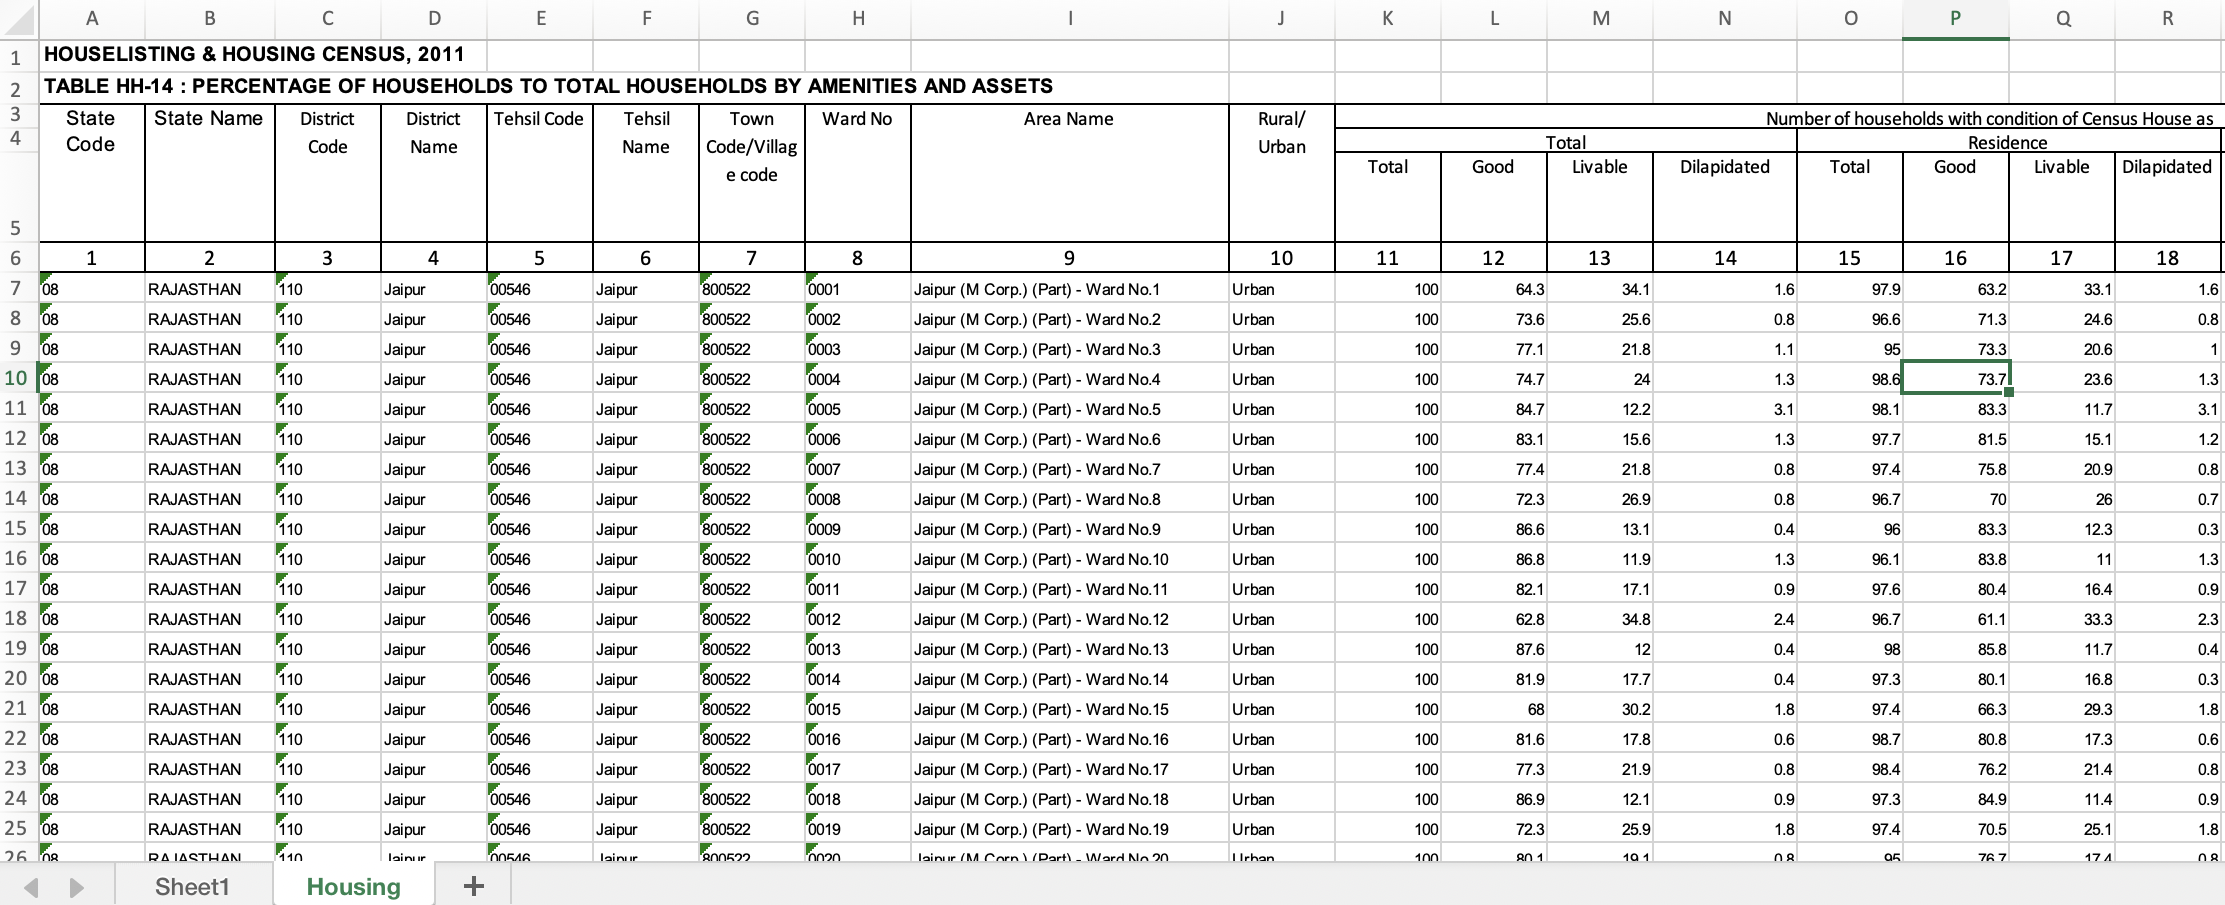 A B C D E F G H I J K L M N O P Q R
1 HOUSELISTING & HOUSING CENSUS, 2011
2 TABLE HH-14 : PERCENTAGE OF HOUSEHOLDS TO TOTAL HOUSEHOLDS BY AMENITIES AND ASSETS
3 State Code State Name District Code District Name Tehsil Code Tehsil Name Town Code/Village code Ward No Area Name Rural/ Urban Number of households with condition of Census House as
4 Total Residence
5 Total Good Livable Dilapidated Total Good Livable Dilapidated
6 1 2 3 4 5 6 7 8 9 10 11 12 13 14 15 16 17 18
7 08 RAJASTHAN 110 Jaipur 00546 Jaipur 800522 0001 Jaipur (M Corp.) (Part) - Ward No.1 Urban 100 64.3 34.1 1.6 97.9 63.2 33.1 1.6
8 08 RAJASTHAN 110 Jaipur 00546 Jaipur 800522 0002 Jaipur (M Corp.) (Part) - Ward No.2 Urban 100 73.6 25.6 0.8 96.6 71.3 24.6 0.8
9 08 RAJASTHAN 110 Jaipur 00546 Jaipur 800522 0003 Jaipur (M Corp.) (Part) - Ward No.3 Urban 100 77.1 21.8 1.1 95 73.3 20.6 1
10 08 RAJASTHAN 110 Jaipur 00546 Jaipur 800522 0004 Jaipur (M Corp.) (Part) - Ward No.4 Urban 100 74.7 24 1.3 98.6 73.7 23.6 1.3
11 08 RAJASTHAN 110 Jaipur 00546 Jaipur 800522 0005 Jaipur (M Corp.) (Part) - Ward No.5 Urban 100 84.7 12.2 3.1 98.1 83.3 11.7 3.1
12 08 RAJASTHAN 110 Jaipur 00546 Jaipur 800522 0006 Jaipur (M Corp.) (Part) - Ward No.6 Urban 100 83.1 15.6 1.3 97.7 81.5 15.1 1.2
13 08 RAJASTHAN 110 Jaipur 00546 Jaipur 800522 0007 Jaipur (M Corp.) (Part) - Ward No.7 Urban 100 77.4 21.8 0.8 97.4 75.8 20.9 0.8
14 08 RAJASTHAN 110 Jaipur 00546 Jaipur 800522 0008 Jaipur (M Corp.) (Part) - Ward No.8 Urban 100 72.3 26.9 0.8 96.7 70 26 0.7
15 08 RAJASTHAN 110 Jaipur 00546 Jaipur 800522 0009 Jaipur (M Corp.) (Part) - Ward No.9 Urban 100 86.6 13.1 0.4 96 83.3 12.3 0.3
16 08 RAJASTHAN 110 Jaipur 00546 Jaipur 800522 0010 Jaipur (M Corp.) (Part) - Ward No.10 Urban 100 86.8 11.9 1.3 96.1 83.8 11 1.3
17 08 RAJASTHAN 110 Jaipur 00546 Jaipur 800522 0011 Jaipur (M Corp.) (Part) - Ward No.11 Urban 100 82.1 17.1 0.9 97.6 80.4 16.4 0.9
18 08 RAJASTHAN 110 Jaipur 00546 Jaipur 800522 0012 Jaipur (M Corp.) (Part) - Ward No.12 Urban 100 62.8 34.8 2.4 96.7 61.1 33.3 2.3
19 08 RAJASTHAN 110 Jaipur 00546 Jaipur 800522 0013 Jaipur (M Corp.) (Part) - Ward No.13 Urban 100 87.6 12 0.4 98 85.8 11.7 0.4
20 08 RAJASTHAN 110 Jaipur 00546 Jaipur 800522 0014 Jaipur (M Corp.) (Part) - Ward No.14 Urban 100 81.9 17.7 0.4 97.3 80.1 16.8 0.3
21 08 RAJASTHAN 110 Jaipur 00546 Jaipur 800522 0015 Jaipur (M Corp.) (Part) - Ward No.15 Urban 100 68 30.2 1.8 97.4 66.3 29.3 1.8
22 08 RAJASTHAN 110 Jaipur 00546 Jaipur 800522 0016 Jaipur (M Corp.) (Part) - Ward No.16 Urban 100 81.6 17.8 0.6 98.7 80.8 17.3 0.6
23 08 RAJASTHAN 110 Jaipur 00546 Jaipur 800522 0017 Jaipur (M Corp.) (Part) - Ward No.17 Urban 100 77.3 21.9 0.8 98.4 76.2 21.4 0.8
24 08 RAJASTHAN 110 Jaipur 00546 Jaipur 800522 0018 Jaipur (M Corp.) (Part) - Ward No.18 Urban 100 86.9 12.1 0.9 97.3 84.9 11.4 0.9
25 08 RAJASTHAN 110 Jaipur 00546 Jaipur 800522 0019 Jaipur (M Corp.) (Part) - Ward No.19 Urban 100 72.3 25.9 1.8 97.4 70.5 25.1 1.8
26 08 RAJASTHAN 110 Jaipur 00546 Jaipur 800522 0020 Jaipur (M Corp.) (Part) - Ward No.20 Urban 100 80.1 19.1 0.8 95 76.7 17.4 0.8
Sheet1 Housing +